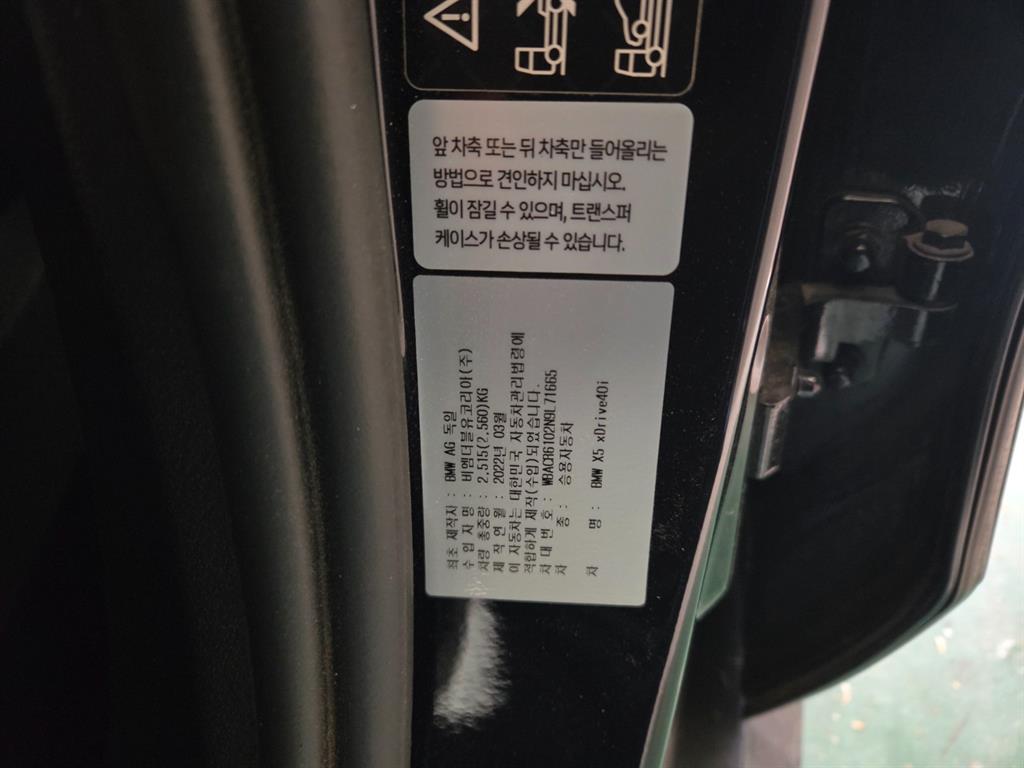 앞 차축 또는 뒤 차축만 들어올리는
방법으로 견인하지 마십시오.
휠이 잠길 수 있으며, 트랜스퍼
케이스가 손상될 수 있습니다.
최초 제작자 : BMW AG 독일
수 입 자 명 : 비엠더블유코리아(주)
차량 총중량 : 2,515(2,560)KG
제 작 연 월 : 2022년 03월
이 자동차는 대한민국 자동차관리법령에
적합하게 제작(수입)되었습니다.
차 대 번 호 : WBACR6102N9L71665
차 종 : 승용자동차
차 명 : BMW X5 xDrive40i